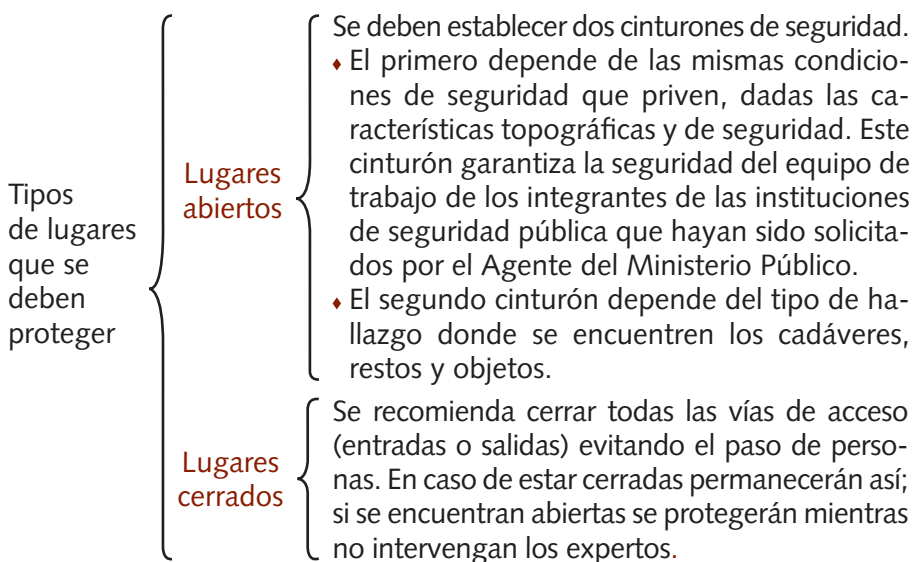 Tipos
de lugares
que se
deben
proteger
Lugares
abiertos
Se deben establecer dos cinturones de seguridad.
♦ El primero depende de las mismas condicio-
nes de seguridad que priven, dadas las ca-
racterísticas topográficas y de seguridad. Este
cinturón garantiza la seguridad del equipo de
trabajo de los integrantes de las instituciones
de seguridad pública que hayan sido solicita-
dos por el Agente del Ministerio Público.
♦ El segundo cinturón depende del tipo de ha-
llazgo donde se encuentren los cadáveres,
restos y objetos.
Lugares
cerrados
Se recomienda cerrar todas las vías de acceso
(entradas o salidas) evitando el paso de perso-
nas. En caso de estar cerradas permanecerán así;
si se encuentran abiertas se protegerán mientras
no intervengan los expertos.